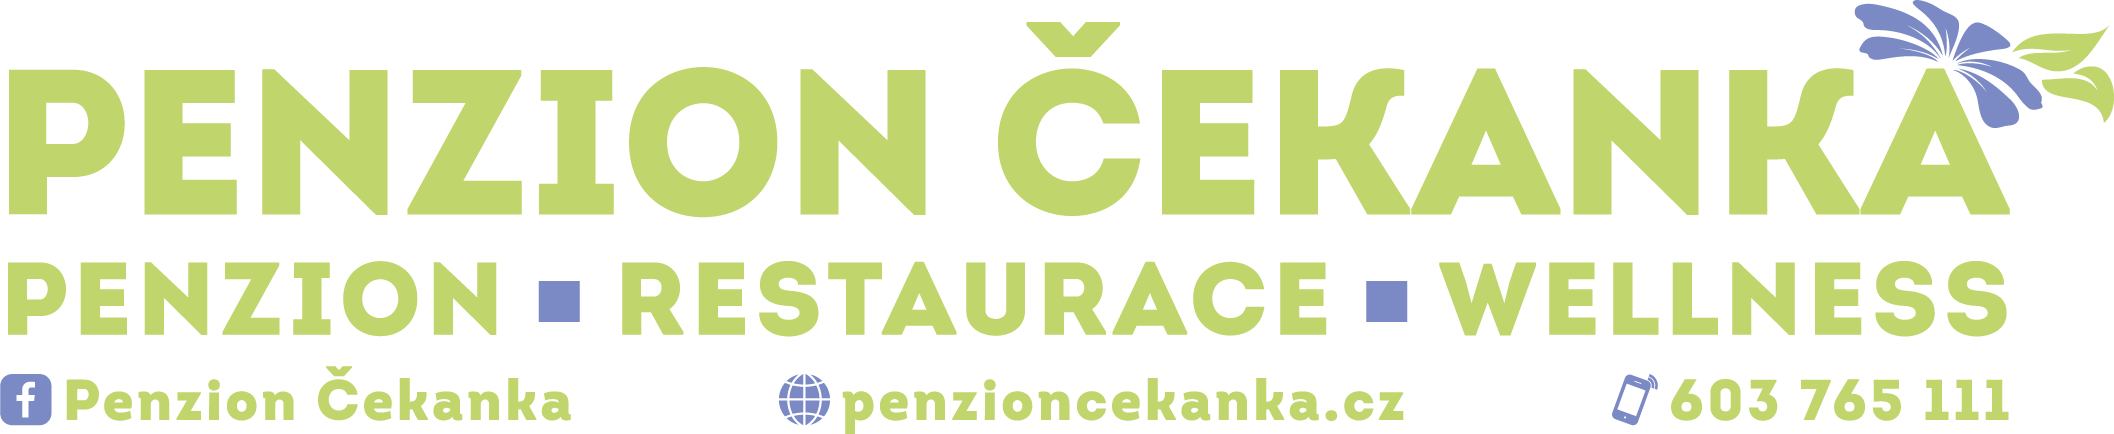 PENZION ČEKANKA
PENZION ■ RESTAURACE ■ WELLNESS
Penzion Čekanka penzioncekanka.cz 603 765 111